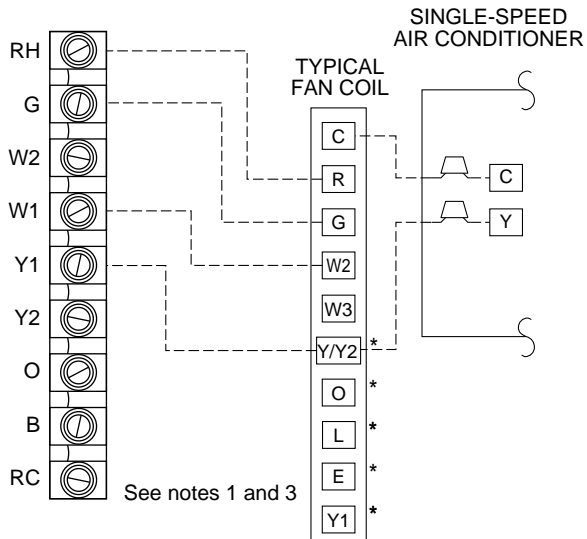 SINGLE-SPEED
AIR CONDITIONER
TYPICAL
FAN COIL
RH
G
W2
W1
Y1
Y2
O
B
RC
See notes 1 and 3
C
R
G
W2
W3
Y/Y2 *
O *
L *
E *
Y1 *
C
Y